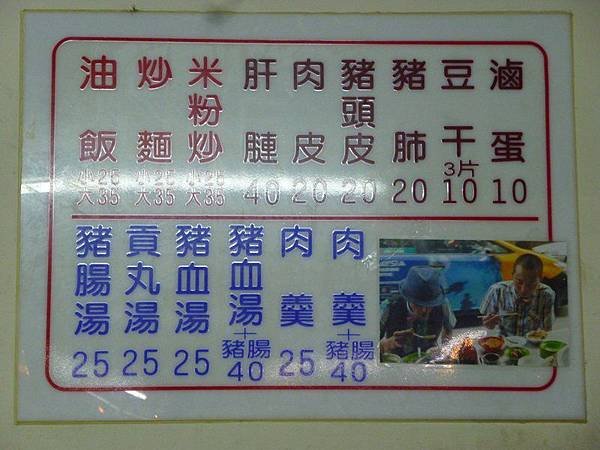 滷蛋 10
豆干 3片 10
豬肺 20
豬頭皮 20
肉皮 20
肝 40
米粉炒 小25 大35
炒麵 小25 大35
油飯 小25 大35
肉羹+豬腸 40
肉羹 25
豬血湯+豬腸 40
豬血湯 25
貢丸湯 25
豬腸湯 25